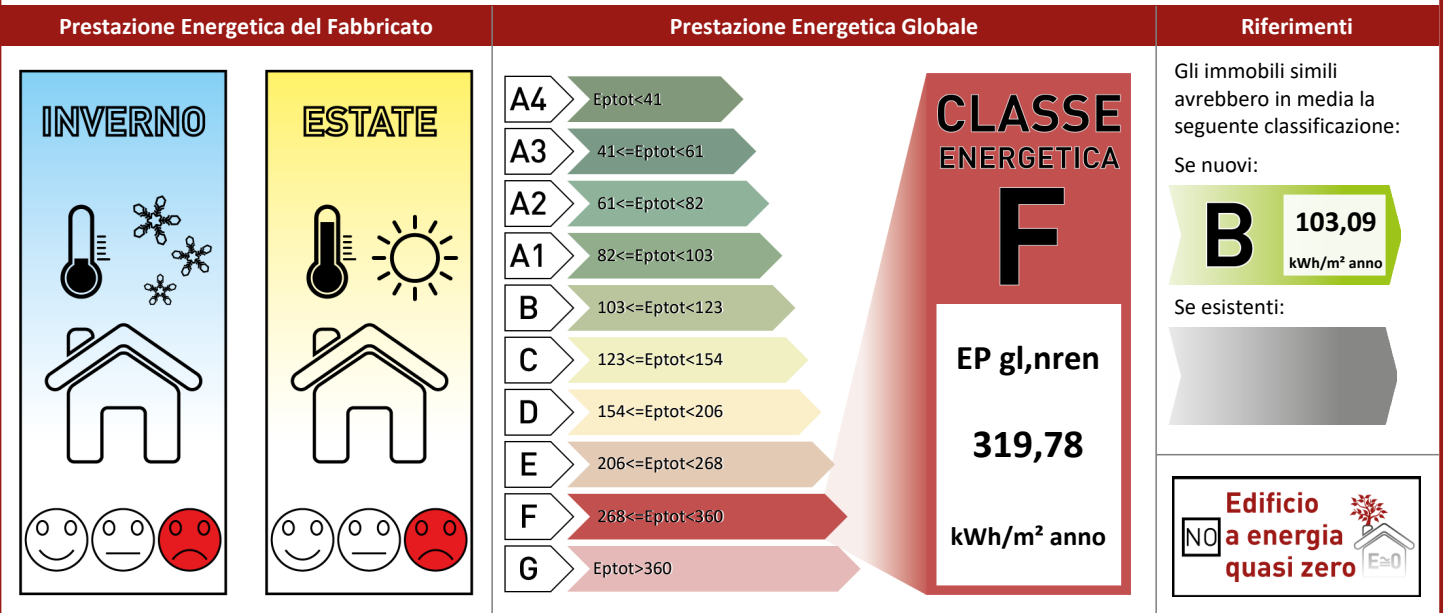 Prestazione Energetica del Fabbricato
Prestazione Energetica Globale
Riferimenti
INVERNO
ESTATE
A4
Eptot<41
A3
41<=Eptot<61
A2
61<=Eptot<82
A1
82<=Eptot<103
B
103<=Eptot<123
C
123<=Eptot<154
D
154<=Eptot<206
E
206<=Eptot<268
F
268<=Eptot<360
G
Eptot>360
CLASSE
ENERGETICA
F
EP gl,nren
319,78
kWh/m² anno
Gli immobili simili
avrebbero in media la
seguente classificazione:
Se nuovi:
B
103,09
kWh/m² anno
Se esistenti:
Edificio
NO a energia
quasi zero
E≅0